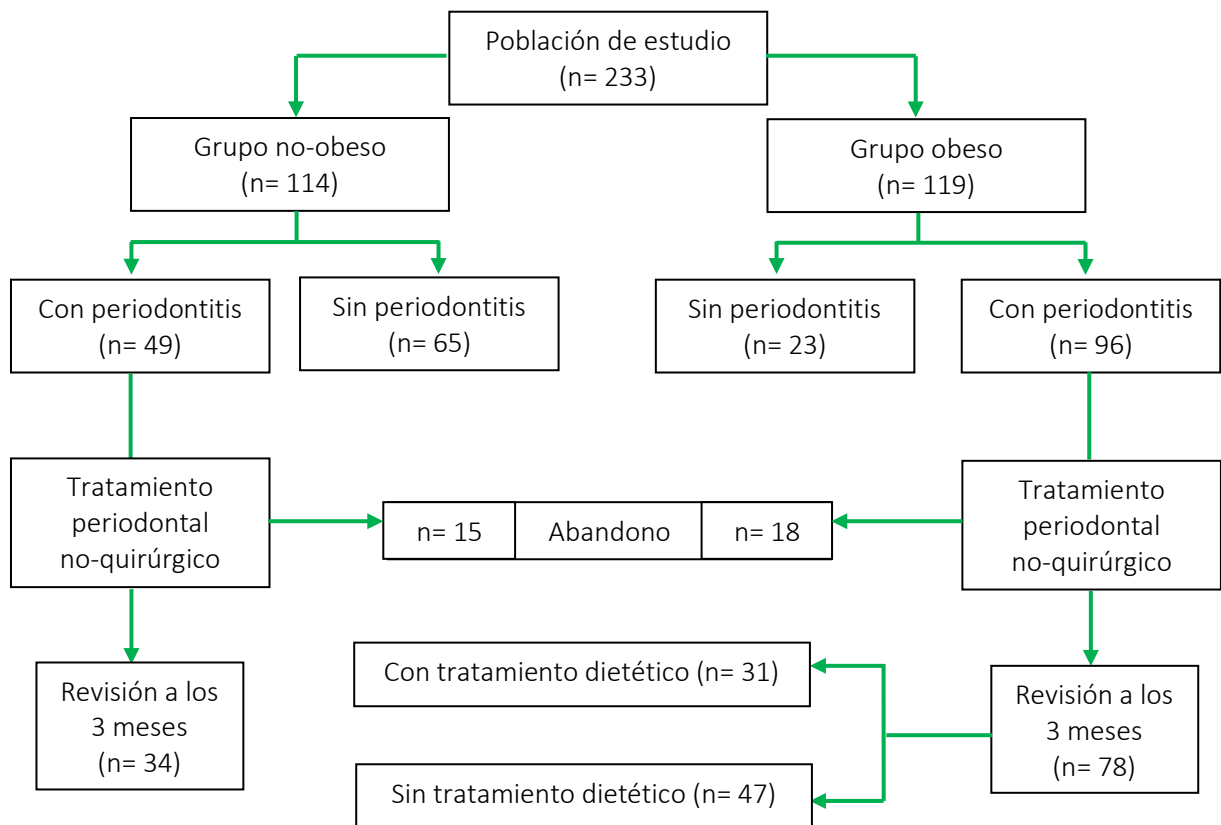 Población de estudio
(n= 233)
Grupo no-obeso
(n= 114)
Grupo obeso
(n= 119)
Con periodontitis
(n= 49)
Sin periodontitis
(n= 65)
Sin periodontitis
(n= 23)
Con periodontitis
(n= 96)
Tratamiento
periodontal
no-quirúrgico
n= 15
Abandono
n= 18
Tratamiento
periodontal
no-quirúrgico
Revisión a los
3 meses
(n= 34)
Con tratamiento dietético (n= 31)
Sin tratamiento dietético (n= 47)
Revisión a los
3 meses
(n= 78)